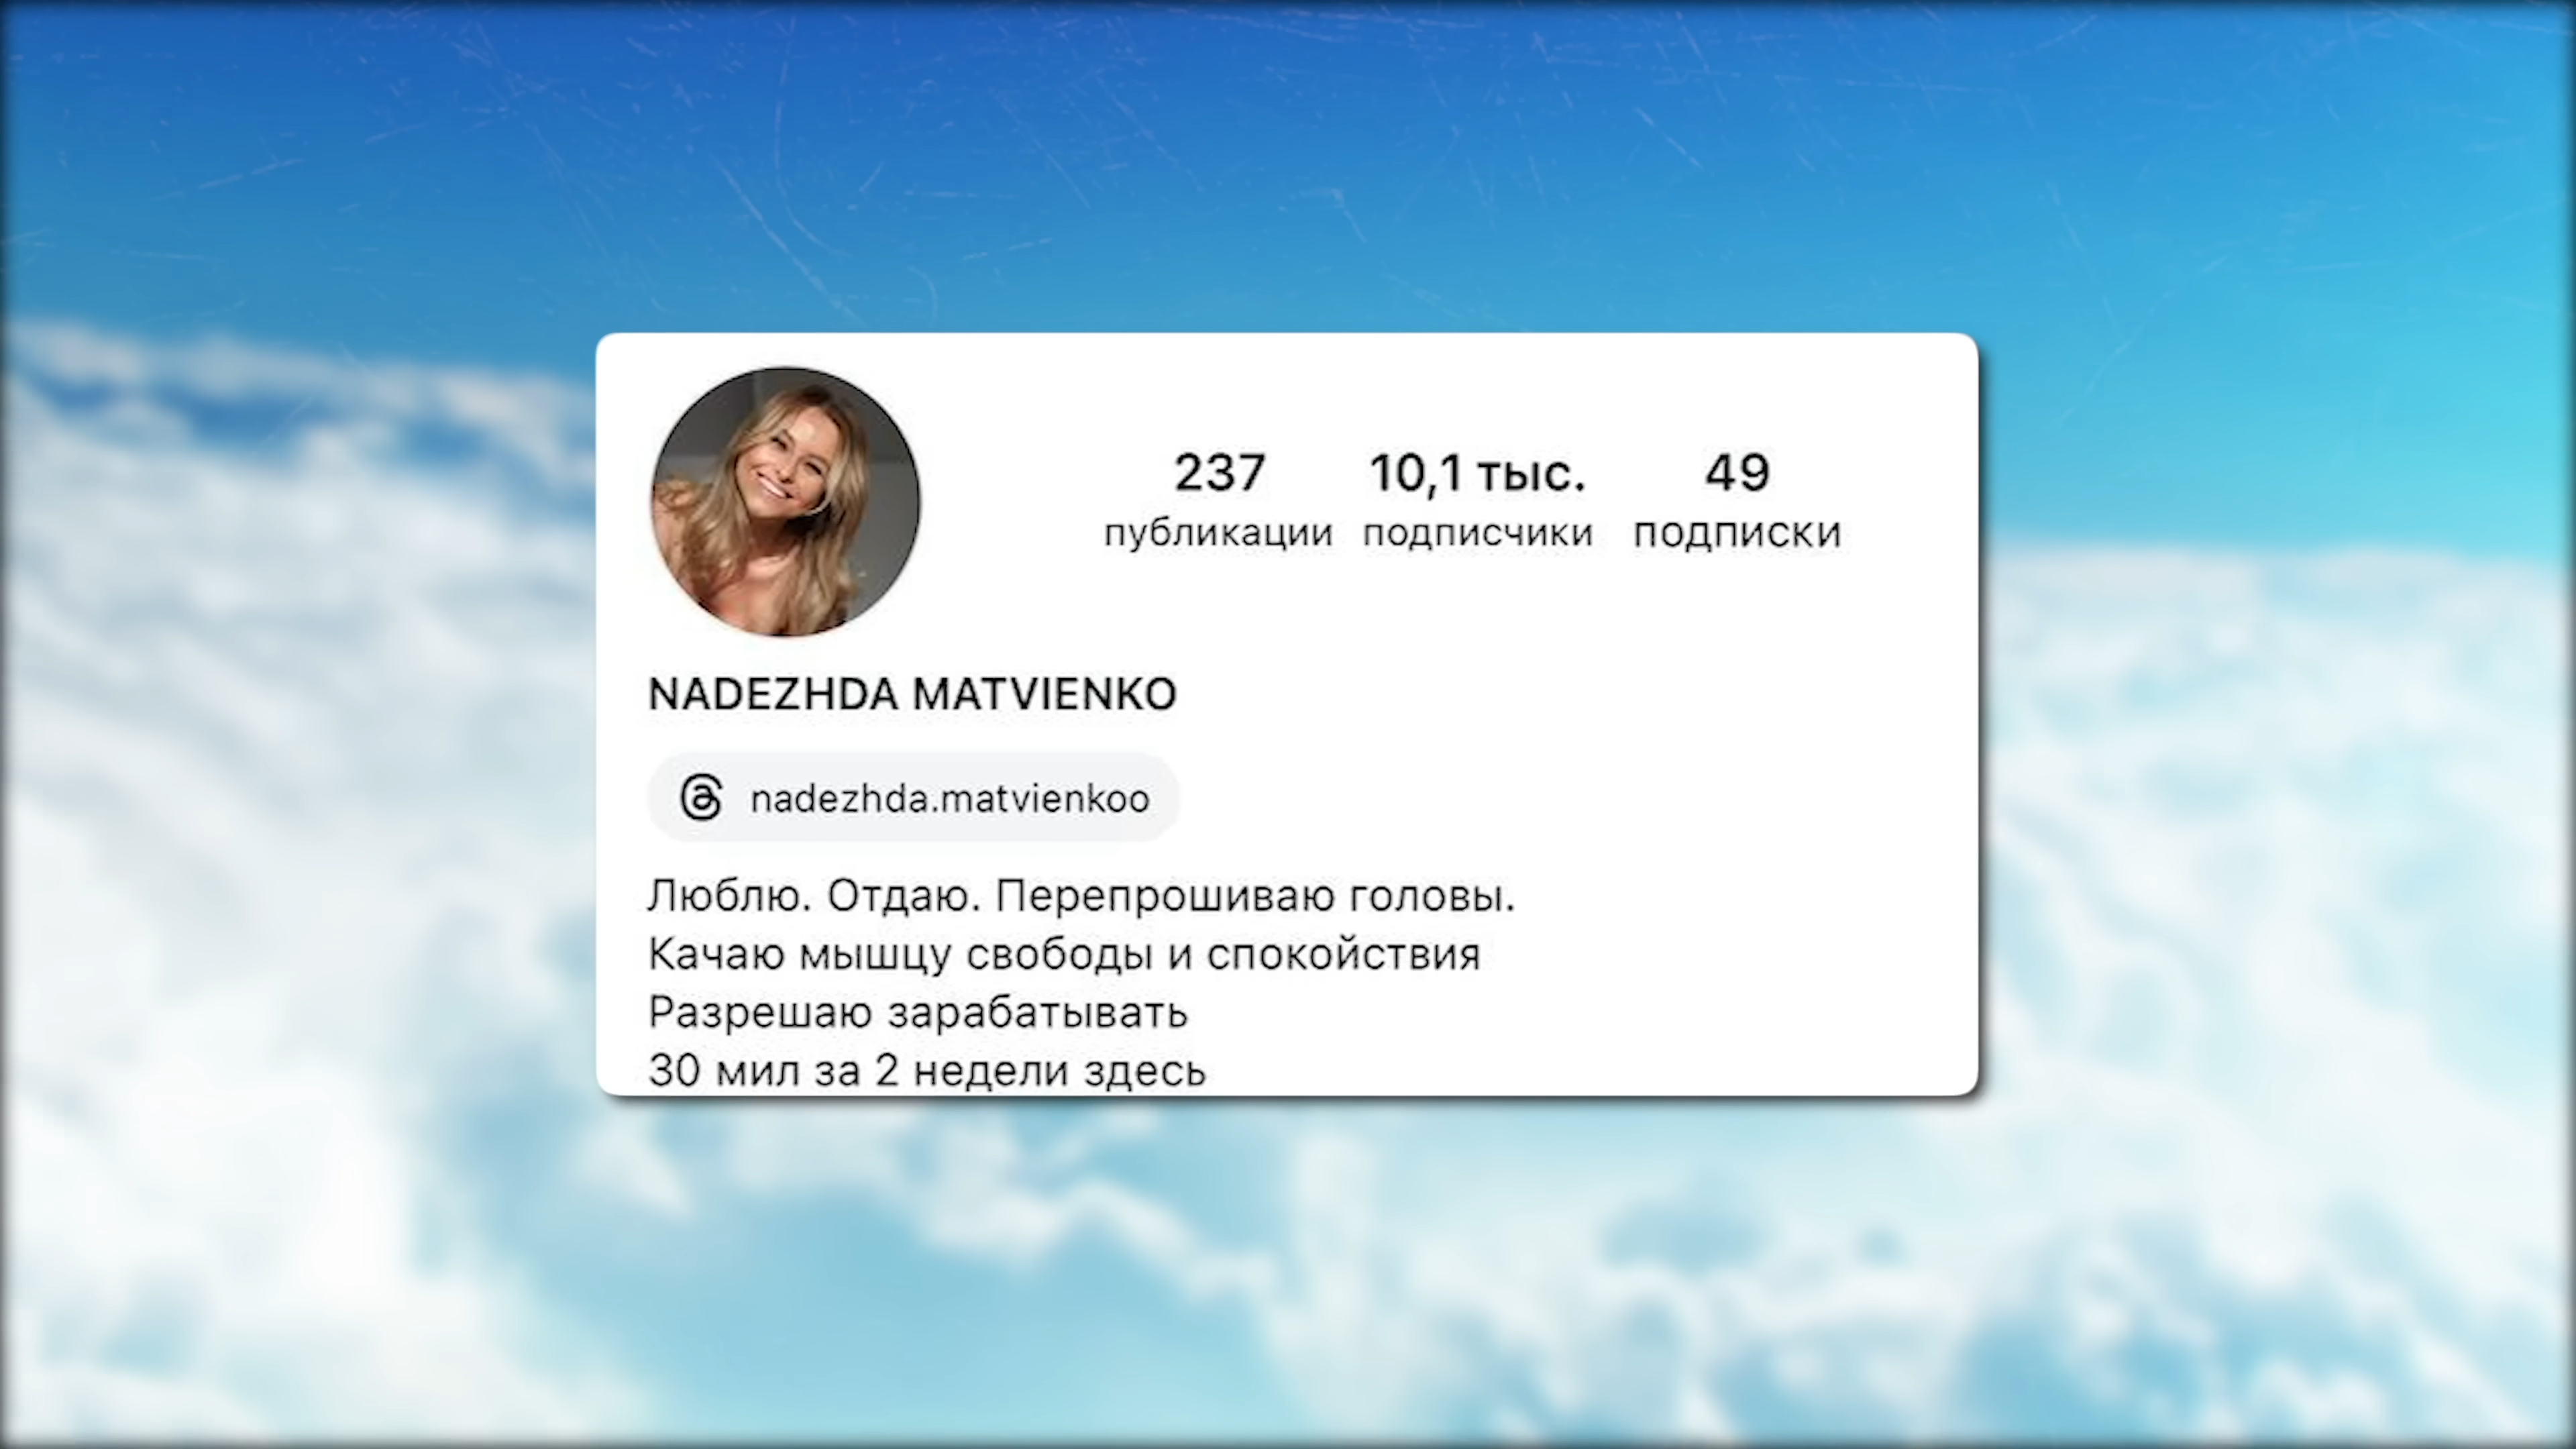 237 10,1 тыс. 49
публикации подписчики подписки
NADEZHDA MATVIENKO
nadezhda.matvienkoo
Люблю. Отдаю. Перепрошиваю головы.
Качаю мышцу свободы и спокойствия
Разрешаю зарабатывать
30 мил за 2 недели здесь